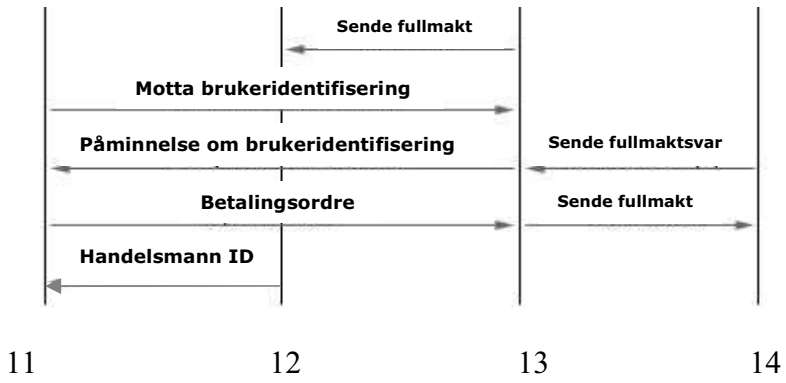 Sende fullmakt
Motta brukeridentifisering
Påminnelse om brukeridentifisering
Sende fullmaktsvar
Betalingsordre
Sende fullmakt
Handelsmann ID
11
12
13
14